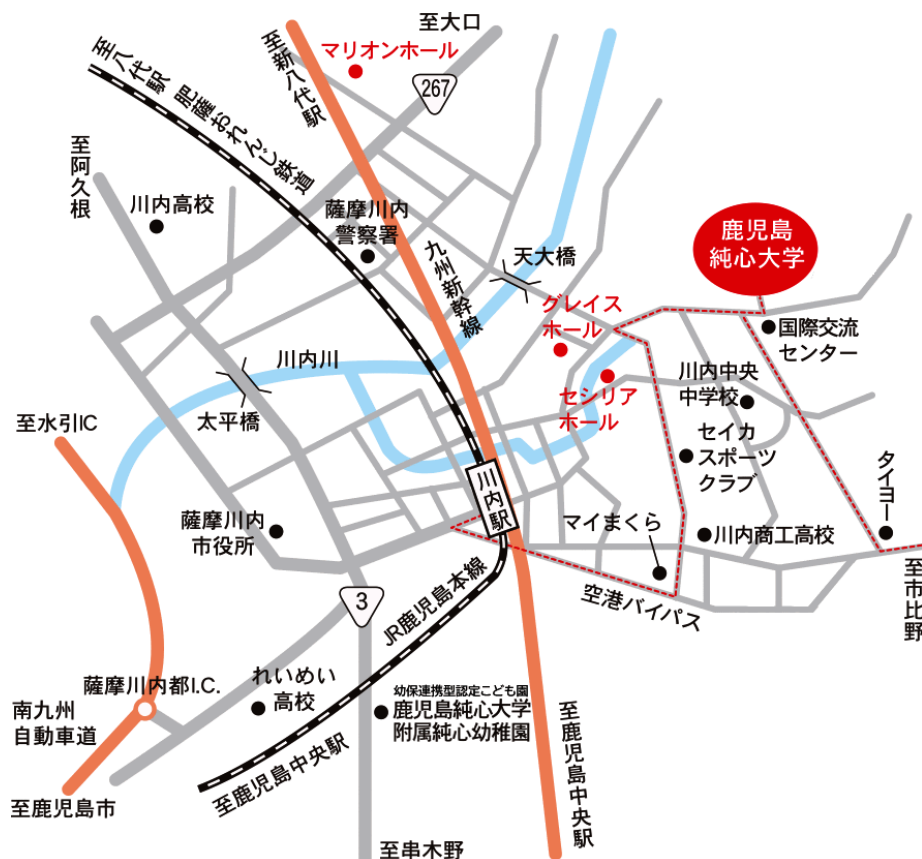 至大口
マリオンホール
267
至新八代駅
至八代駅
肥薩おれんじ鉄道
至阿久根
川内高校
薩摩川内
警察署
九州新幹線
天大橋
鹿児島
純心大学
グレイス
ホール
国際交流
センター
川内川
太平橋
セシリア
ホール
川内中央
中学校
至水引IC
セイカ
スポーツ
クラブ
タイヨー
川内駅
薩摩川内
市役所
マイまくら
川内商工高校
空港バイパス
至市比野
JR鹿児島本線
3
薩摩川内都I.C.
れいめい
高校
幼保連携型認定こども園
鹿児島純心大学
附属純心幼稚園
南九州
自動車道
至鹿児島中央駅
至鹿児島中央駅
至鹿児島市
至串木野